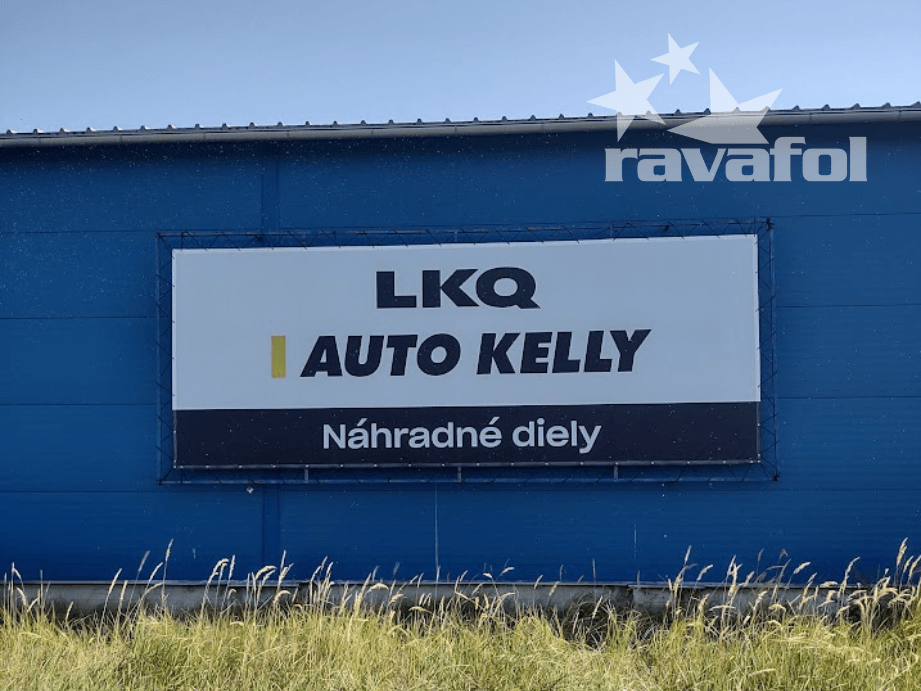 ravafol
LKQ
AUTO KELLY
Náhradné diely